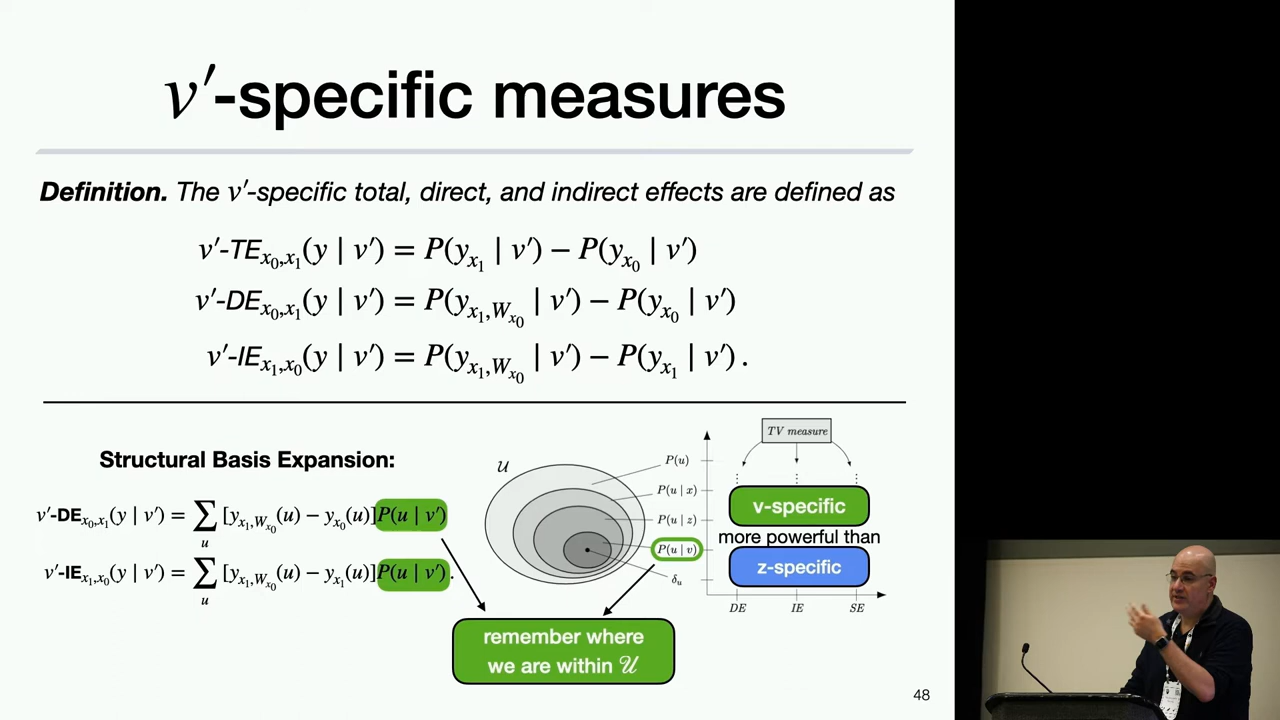 v′-specific measures
Definition. The v′-specific total, direct, and indirect effects are defined as
v′-TE_{x₀,x₁}(y | v′) = P(y_{x₁} | v′) − P(y_{x₀} | v′)
v′-DE_{x₀,x₁}(y | v′) = P(y_{x₁,W_{x₀}} | v′) − P(y_{x₀} | v′)
v′-IE_{x₁,x₀}(y | v′) = P(y_{x₁,W_{x₀}} | v′) − P(y_{x₁} | v′).
Structural Basis Expansion:
v′-DE_{x₀,x₁}(y | v′) = ∑_u [y_{x₁,W_{x₀}}(u) − y_{x₀}(u)]P(u | v′)
v′-IE_{x₁,x₀}(y | v′) = ∑_u [y_{x₁,W_{x₀}}(u) − y_{x₁}(u)]P(u | v′).
𝒰
P(u)
P(u | x)
P(u | z)
P(u | v)
δ_u
TV measure
v-specific
more powerful than
z-specific
DE IE SE
remember where
we are within 𝒰
48